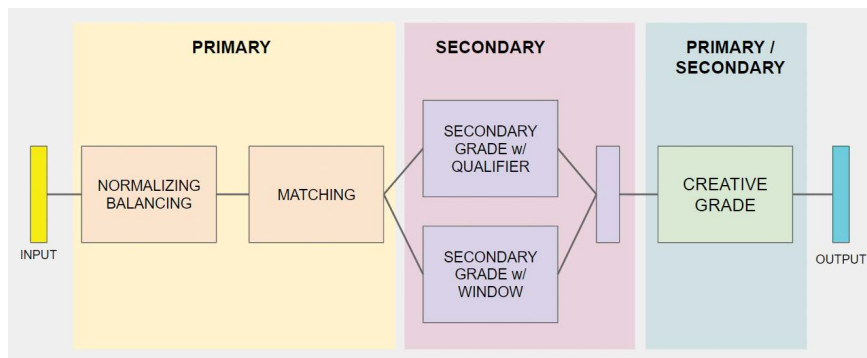 PRIMARY
SECONDARY
PRIMARY /
SECONDARY
INPUT
NORMALIZING
BALANCING
MATCHING
SECONDARY
GRADE w/
QUALIFIER
SECONDARY
GRADE w/
WINDOW
CREATIVE
GRADE
OUTPUT